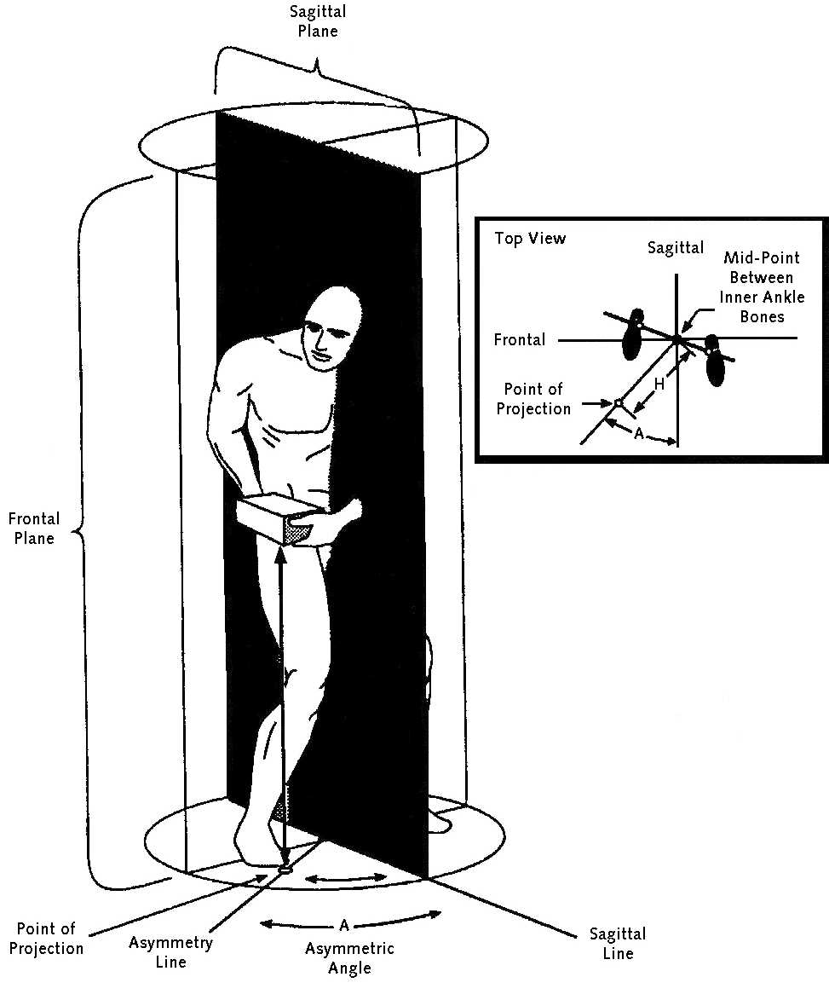 Sagittal
Plane
Top View
Sagittal
Mid-Point
Between
Inner Ankle
Bones
Frontal
Point of
Projection
H
A
Frontal
Plane
Point of
Projection
Asymmetry
Line
A
Asymmetric
Angle
Sagittal
Line